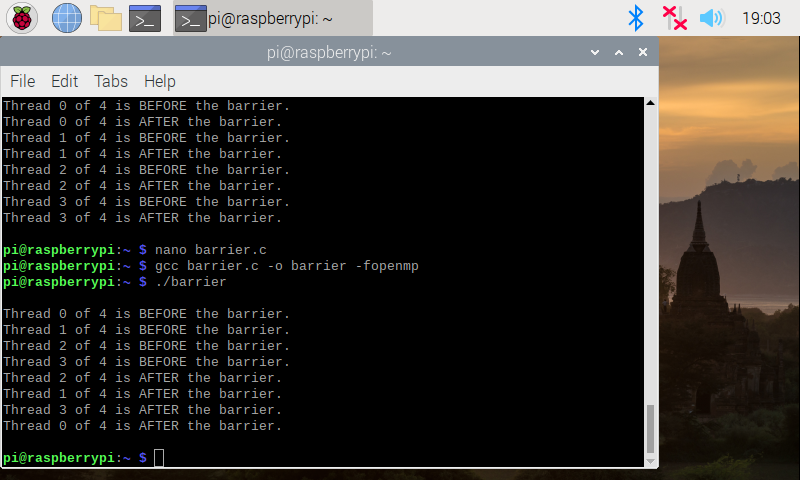 pi@raspberrypi: ~
19:03
pi@raspberrypi: ~
File Edit Tabs Help
Thread 0 of 4 is BEFORE the barrier.
Thread 0 of 4 is AFTER the barrier.
Thread 1 of 4 is BEFORE the barrier.
Thread 1 of 4 is AFTER the barrier.
Thread 2 of 4 is BEFORE the barrier.
Thread 2 of 4 is AFTER the barrier.
Thread 3 of 4 is BEFORE the barrier.
Thread 3 of 4 is AFTER the barrier.
pi@raspberrypi:~ $ nano barrier.c
pi@raspberrypi:~ $ gcc barrier.c -o barrier -fopenmp
pi@raspberrypi:~ $ ./barrier
Thread 0 of 4 is BEFORE the barrier.
Thread 1 of 4 is BEFORE the barrier.
Thread 2 of 4 is BEFORE the barrier.
Thread 3 of 4 is BEFORE the barrier.
Thread 2 of 4 is AFTER the barrier.
Thread 1 of 4 is AFTER the barrier.
Thread 3 of 4 is AFTER the barrier.
Thread 0 of 4 is AFTER the barrier.
pi@raspberrypi:~ $